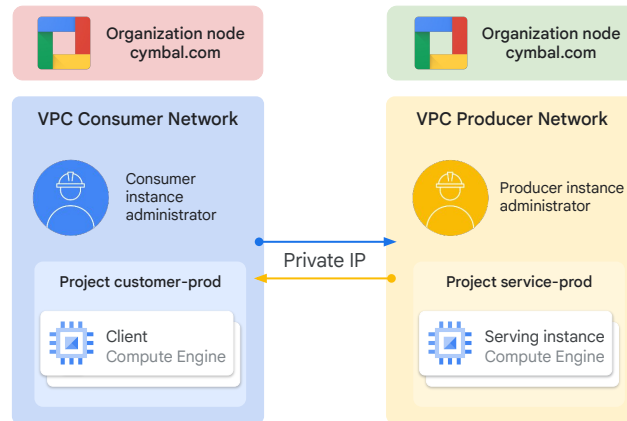 Organization node
cymbal.com
Organization node
cymbal.com
VPC Consumer Network
Consumer
instance
administrator
Project customer-prod
Client
Compute Engine
Private IP
VPC Producer Network
Producer instance
administrator
Project service-prod
Serving instance
Compute Engine